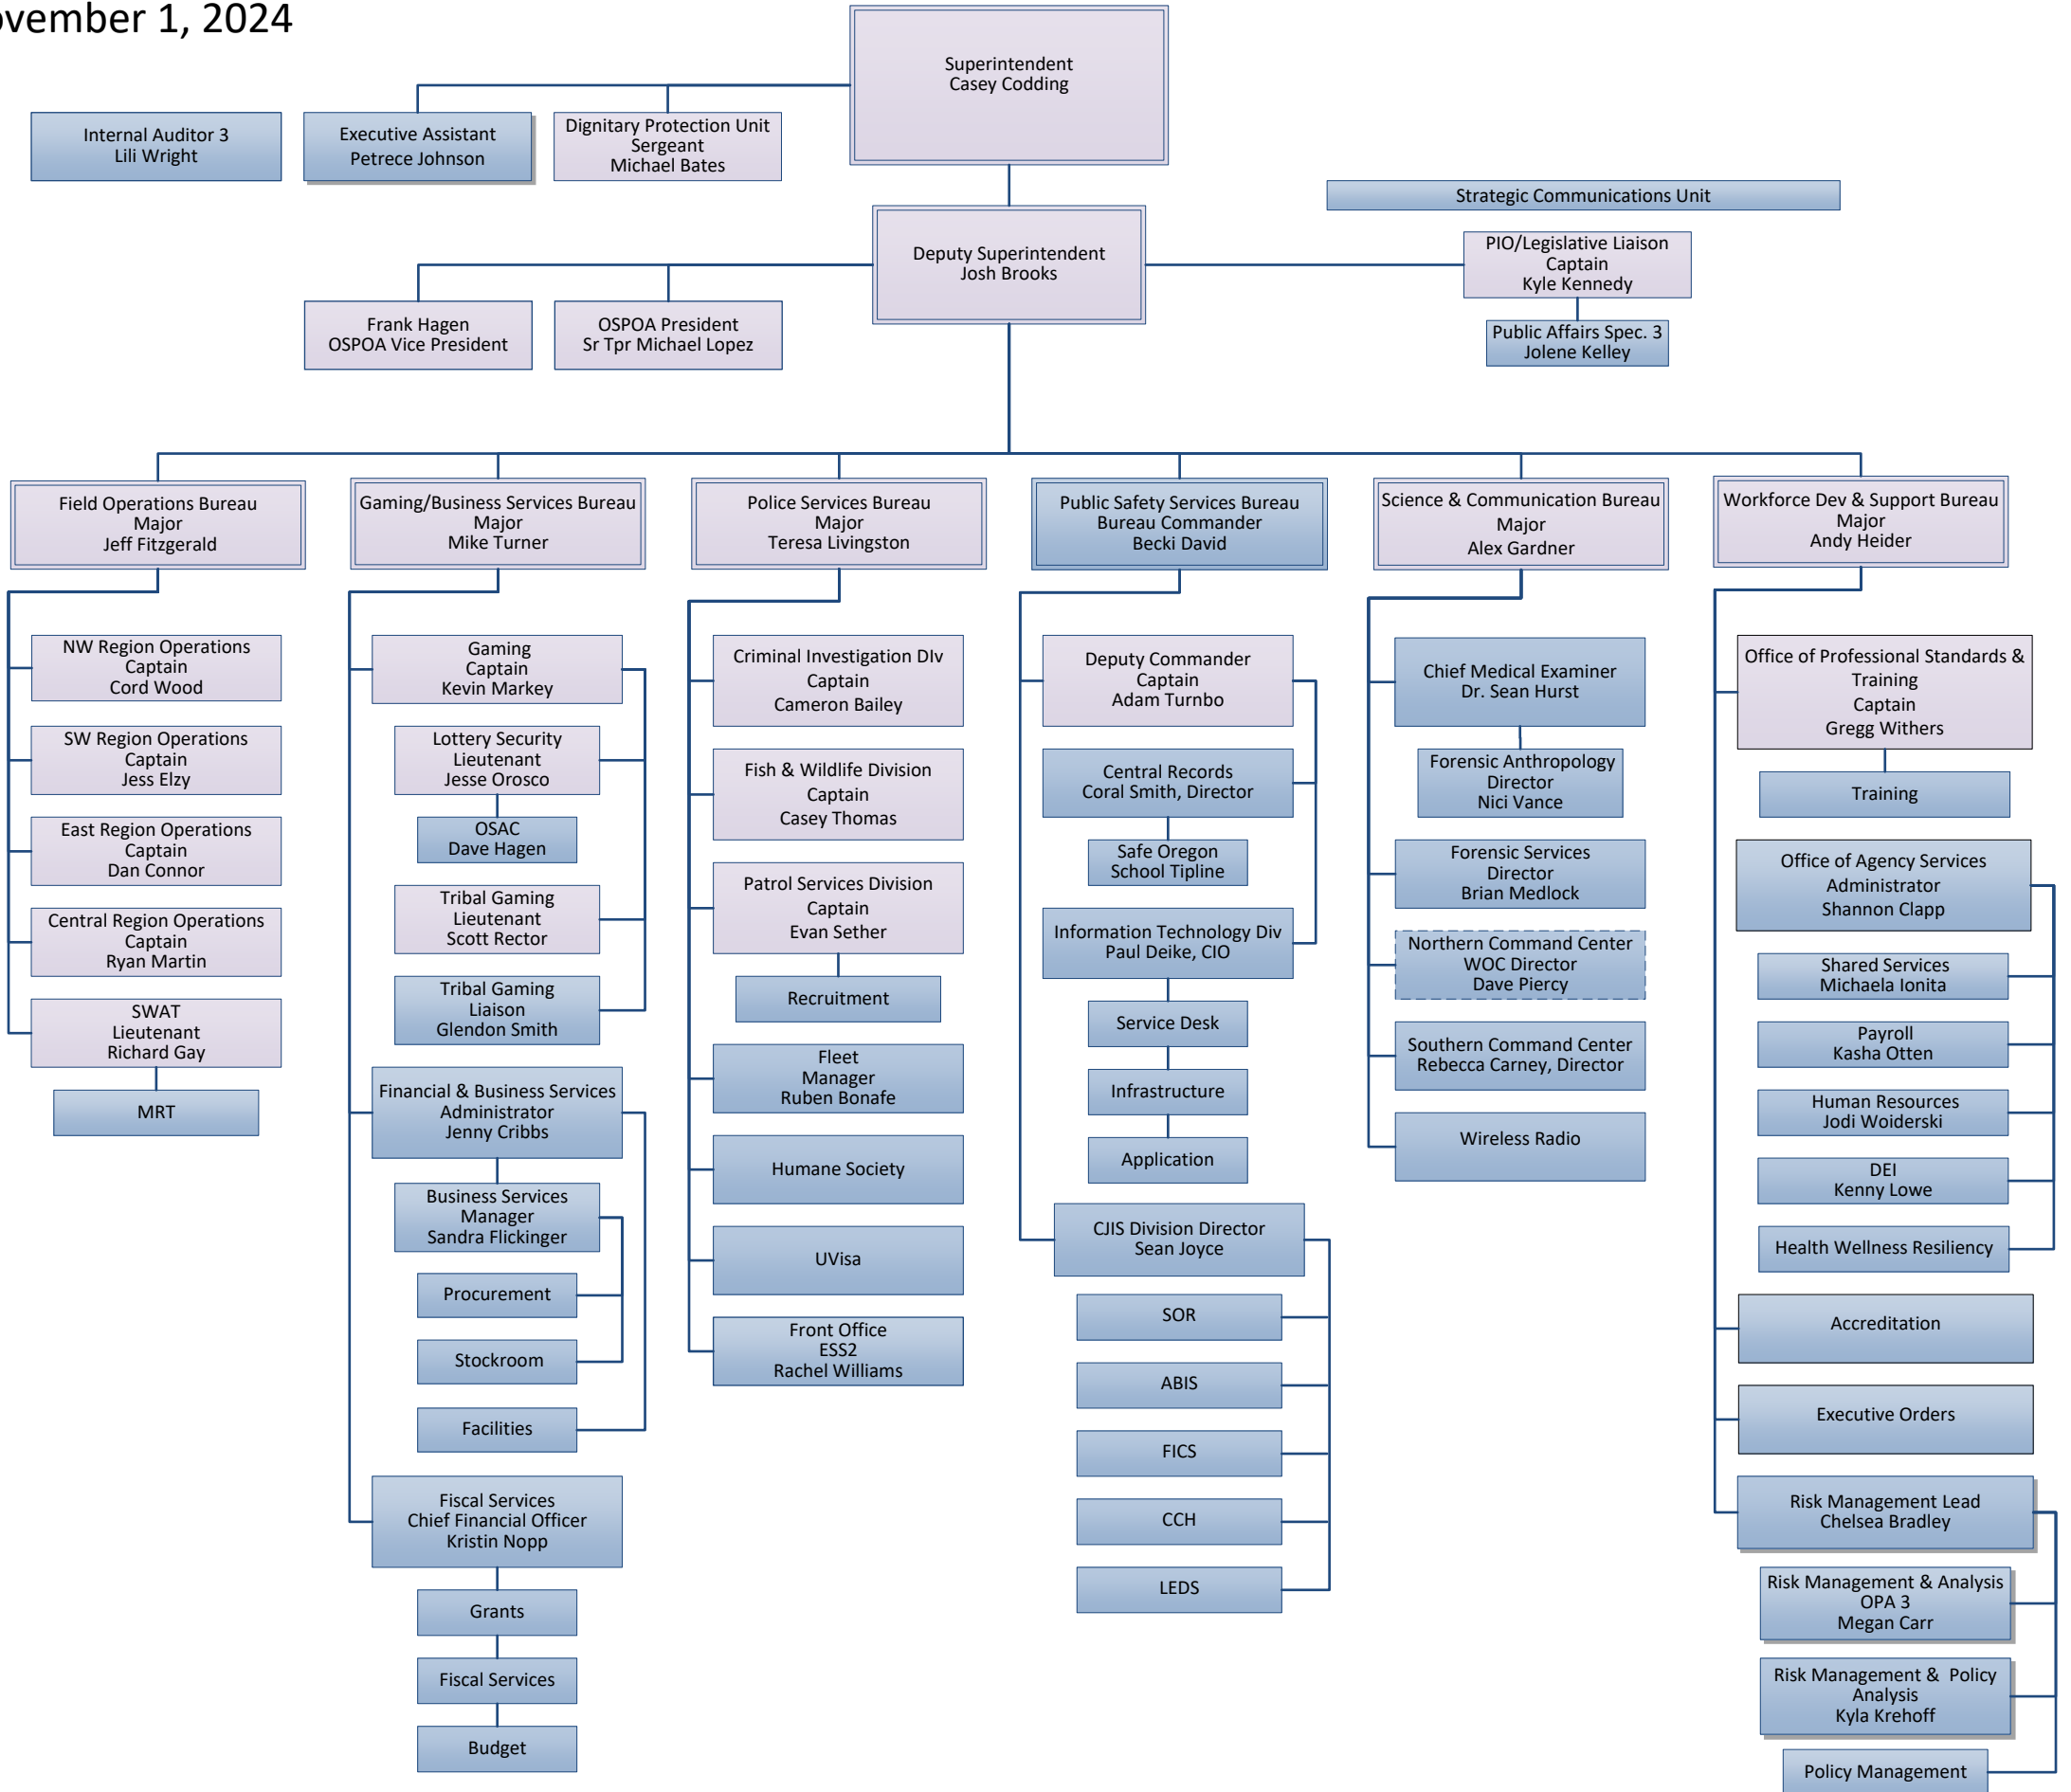 ovember 1, 2024
Superintendent
Casey Codding
Internal Auditor 3
Lili Wright
Executive Assistant
Petrece Johnson
Dignitary Protection Unit
Sergeant
Michael Bates
Strategic Communications Unit
Deputy Superintendent
Josh Brooks
PIO/Legislative Liaison
Captain
Kyle Kennedy
Frank Hagen
OSPOA Vice President
OSPOA President
Sr Tpr Michael Lopez
Public Affairs Spec. 3
Jolene Kelley
Field Operations Bureau
Major
Jeff Fitzgerald
NW Region Operations
Captain
Cord Wood
SW Region Operations
Captain
Jess Elzy
East Region Operations
Captain
Dan Connor
Central Region Operations
Captain
Ryan Martin
SWAT
Lieutenant
Richard Gay
MRT
Gaming/Business Services Bureau
Major
Mike Turner
Gaming
Captain
Kevin Markey
Lottery Security
Lieutenant
Jesse Orosco
OSAC
Dave Hagen
Tribal Gaming
Lieutenant
Scott Rector
Tribal Gaming
Liaison
Glendon Smith
Financial & Business Services
Administrator
Jenny Cribbs
Business Services
Manager
Sandra Flickinger
Procurement
Stockroom
Facilities
Fiscal Services
Chief Financial Officer
Kristin Nopp
Grants
Fiscal Services
Budget
Police Services Bureau
Major
Teresa Livingston
Criminal Investigation DIv
Captain
Cameron Bailey
Fish & Wildlife Division
Captain
Casey Thomas
Patrol Services Division
Captain
Evan Sether
Recruitment
Fleet
Manager
Ruben Bonafe
Humane Society
UVisa
Front Office
ESS2
Rachel Williams
Public Safety Services Bureau
Bureau Commander
Becki David
Deputy Commander
Captain
Adam Turnbo
Central Records
Coral Smith, Director
Safe Oregon
School Tipline
Information Technology Div
Paul Deike, CIO
Service Desk
Infrastructure
Application
CJIS Division Director
Sean Joyce
SOR
ABIS
FICS
CCH
LEDS
Science & Communication Bureau
Major
Alex Gardner
Chief Medical Examiner
Dr. Sean Hurst
Forensic Anthropology
Director
Nici Vance
Forensic Services
Director
Brian Medlock
Northern Command Center
WOC Director
Dave Piercy
Southern Command Center
Rebecca Carney, Director
Wireless Radio
Workforce Dev & Support Bureau
Major
Andy Heider
Office of Professional Standards &
Training
Captain
Gregg Withers
Training
Office of Agency Services
Administrator
Shannon Clapp
Shared Services
Michaela Ionita
Payroll
Kasha Otten
Human Resources
Jodi Woiderski
DEI
Kenny Lowe
Health Wellness Resiliency
Accreditation
Executive Orders
Risk Management Lead
Chelsea Bradley
Risk Management & Analysis
OPA 3
Megan Carr
Risk Management & Policy
Analysis
Kyla Krehoff
Policy Management